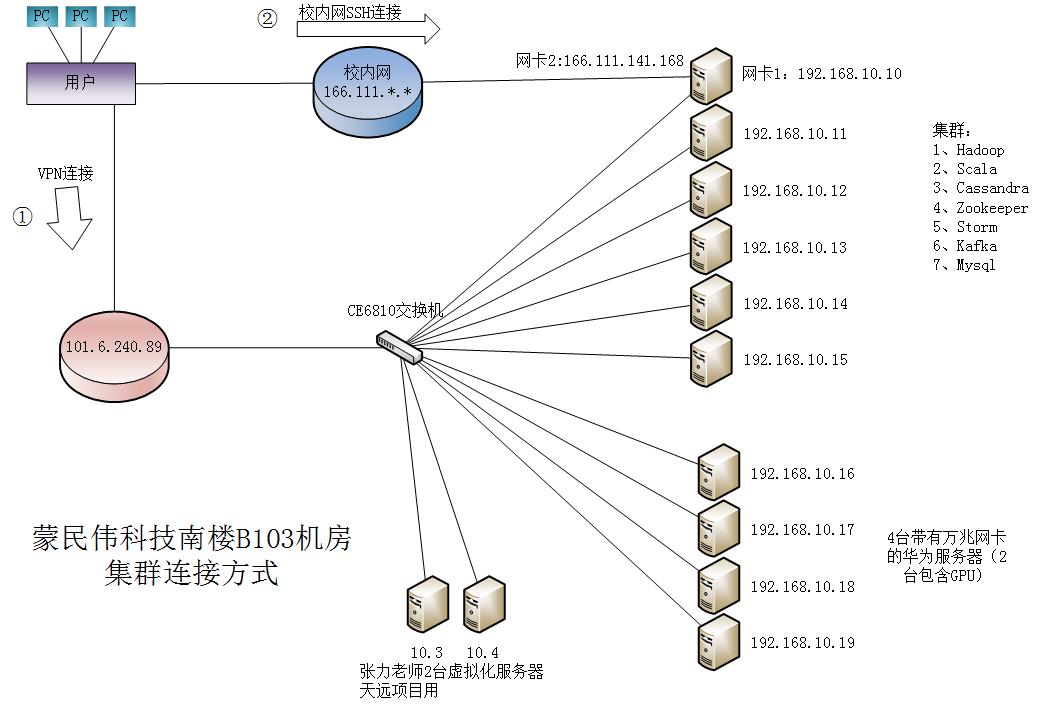 PC
PC
PC
用户
②
校内网SSH连接
校内网
166.111.*.*
网卡2:166.111.141.168
网卡1：192.168.10.10
192.168.10.11
192.168.10.12
192.168.10.13
192.168.10.14
192.168.10.15
集群：
1、Hadoop
2、Scala
3、Cassandra
4、Zookeeper
5、Storm
6、Kafka
7、Mysql
VPN连接
①
101.6.240.89
CE6810交换机
192.168.10.16
192.168.10.17
192.168.10.18
192.168.10.19
4台带有万兆网卡
的华为服务器（2
台包含GPU）
蒙民伟科技南楼B103机房
集群连接方式
10.3
10.4
张力老师2台虚拟化服务器
天远项目用